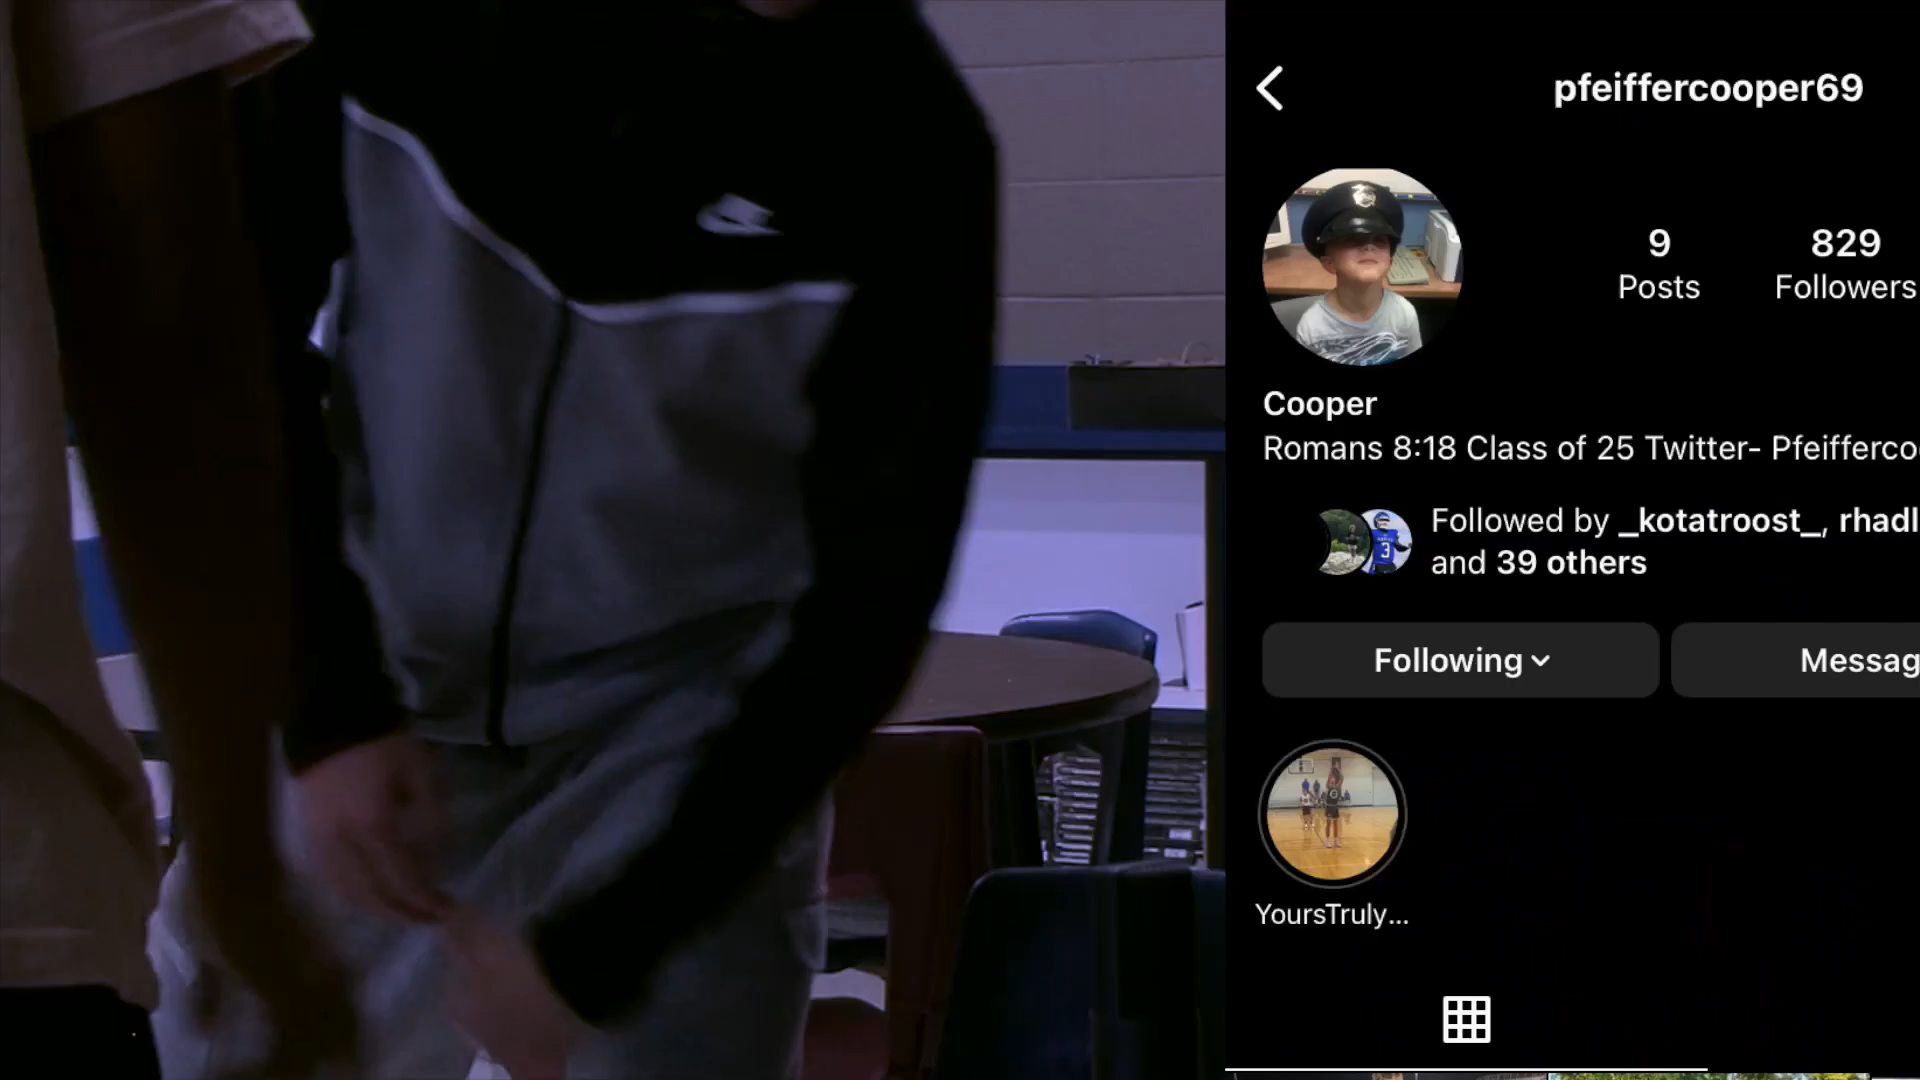 pfeiffercooper69
9
829
Posts
Followers
Cooper
Romans 8:18 Class of 25 Twitter- Pfeifferco
Followed by _kotatroost_, rhadl
and 39 others
Following
Messag
YoursTruly...
3